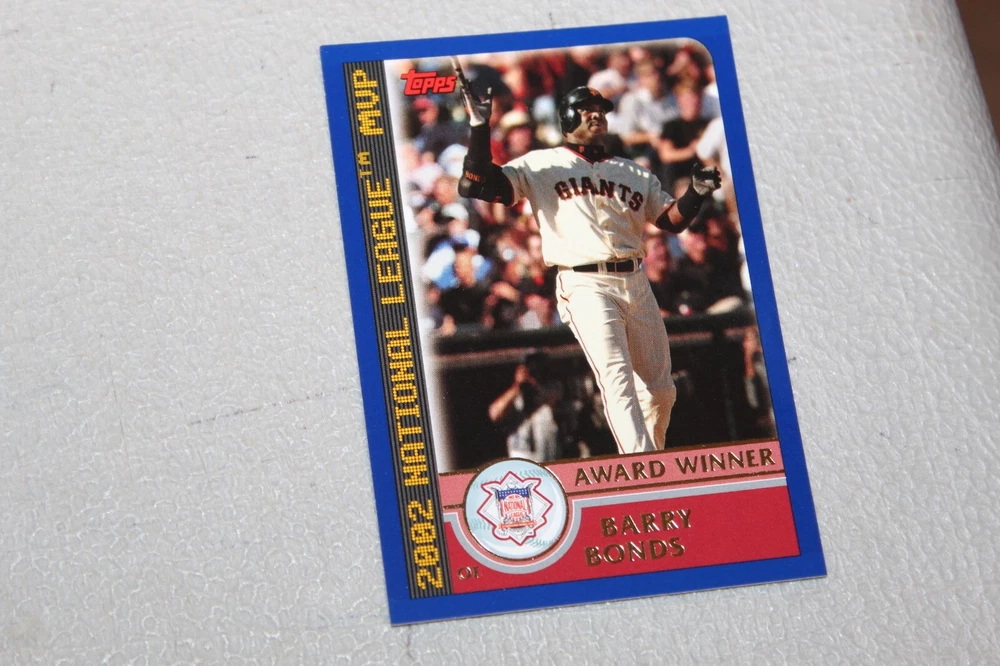 topps
2002 NATIONAL LEAGUE™ MVP
GIANTS
AWARD WINNER
BARRY
BONDS
OF